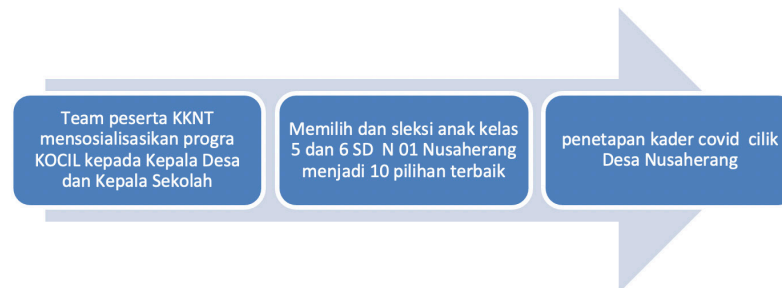 Team peserta KKNT
mensosialisasikan progra
KOCIL kepada Kepala Desa
dan Kepala Sekolah
Memilih dan sleksi anak kelas
5 dan 6 SD N 01 Nusaherang
menjadi 10 pilihan terbaik
penetapan kader covid cilik
Desa Nusaherang